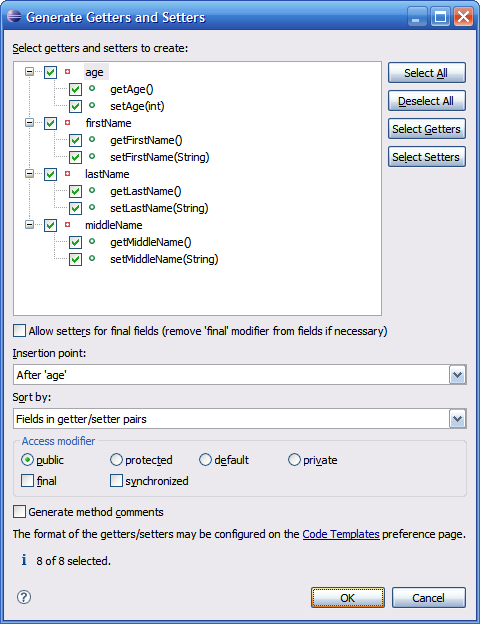 Generate Getters and Setters
Select getters and setters to create:
age
getAge()
setAge(int)
firstName
getFirstName()
setFirstName(String)
lastName
getLastName()
setLastName(String)
middleName
getMiddleName()
setMiddleName(String)
Select All
Deselect All
Select Getters
Select Setters
Allow setters for final fields (remove 'final' modifier from fields if necessary)
Insertion point:
After 'age'
Sort by:
Fields in getter/setter pairs
Access modifier
public protected default private
final synchronized
Generate method comments
The format of the getters/setters may be configured on the Code Templates preference page.
i 8 of 8 selected.
? OK Cancel